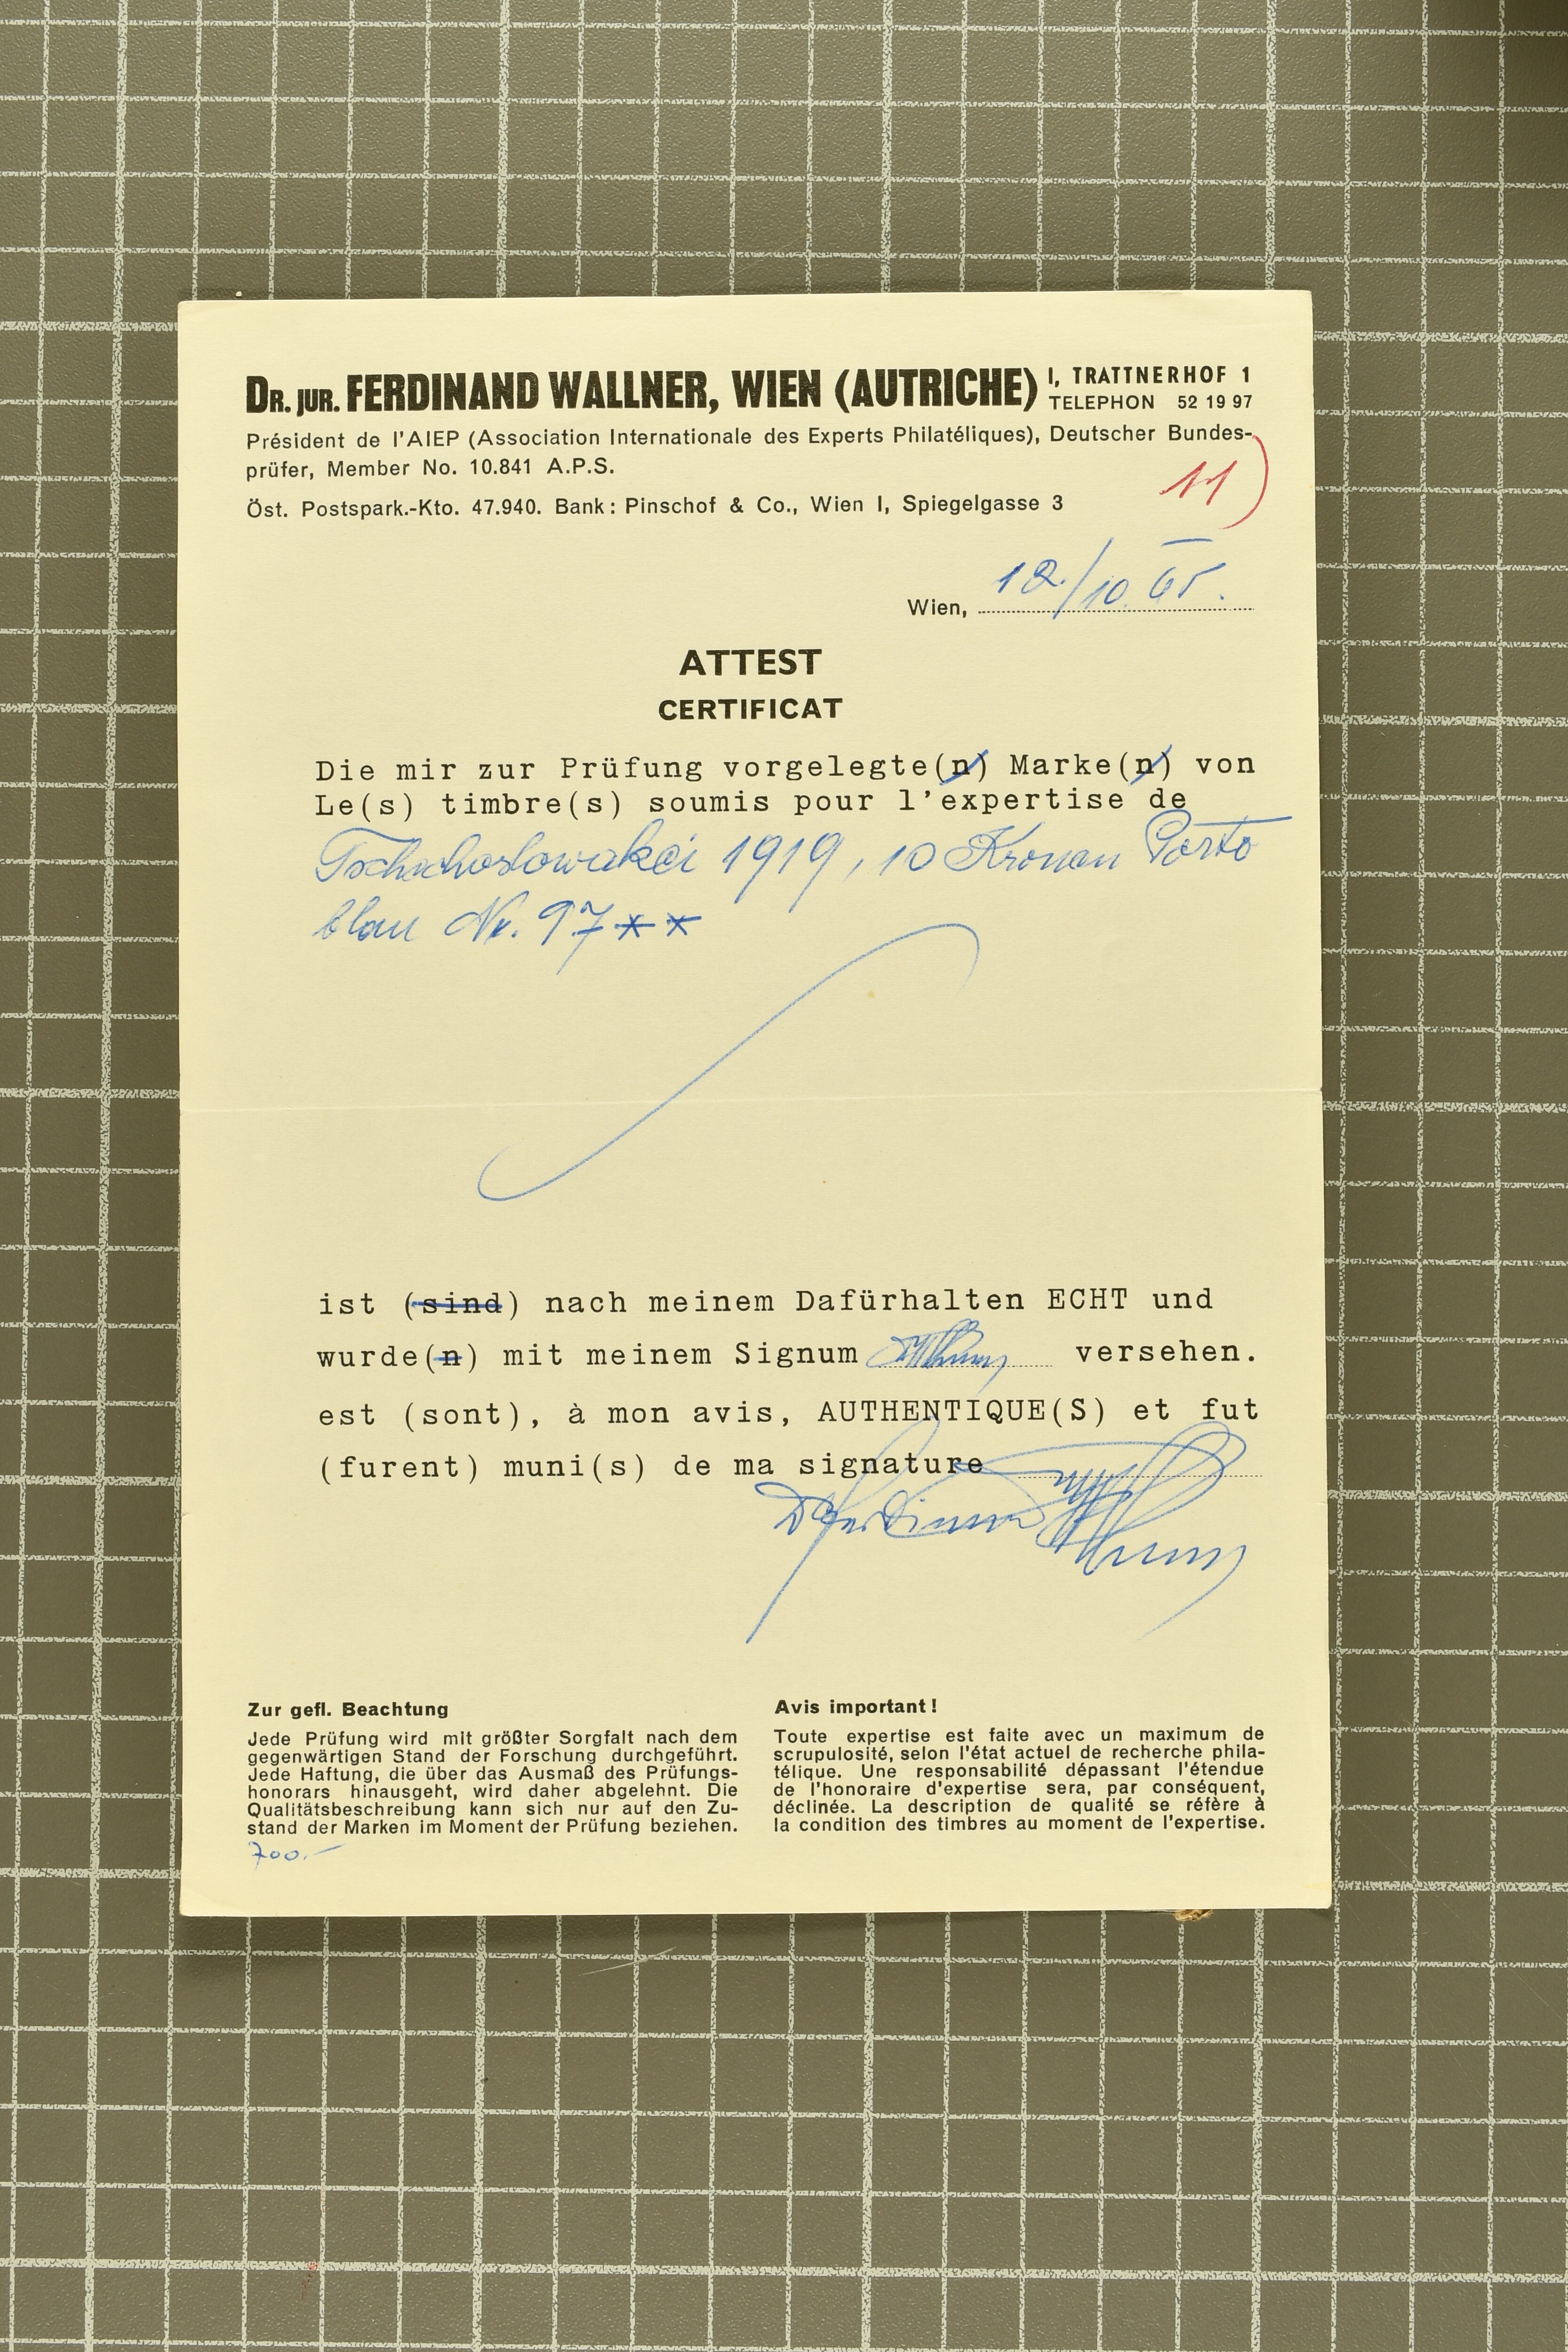 DR. JUR. FERDINAND WALLNER, WIEN (AUTRICHE) I, TRATTNERHOF 1
TELEPHON 52 19 97
Président de l'AIEP (Association Internationale des Experts Philatéliques), Deutscher Bundes-
prüfer, Member No. 10.841 A.P.S.
11)
Öst. Postspark.-Kto. 47.940. Bank: Pinschof & Co., Wien I, Spiegelgasse 3
Wien, 12./10. 65.
ATTEST
CERTIFICAT
Die mir zur Prüfung vorgelegte(n) Marke(n) von
Le(s) timbre(s) soumis pour l'expertise de
Tschechoslowakei 1919, 10 Kronen Porto
blau Nr. 97**
ist (sind) nach meinem Dafürhalten ECHT und
wurde(n) mit meinem Signum versehen.
est (sont), à mon avis, AUTHENTIQUE(S) et fut
(furent) muni(s) de ma signature
Zur gefl. Beachtung
Jede Prüfung wird mit größter Sorgfalt nach dem
gegenwärtigen Stand der Forschung durchgeführt.
Jede Haftung, die über das Ausmaß des Prüfungs-
honorars hinausgeht, wird daher abgelehnt. Die
Qualitätsbeschreibung kann sich nur auf den Zu-
stand der Marken im Moment der Prüfung beziehen.
Avis important!
Toute expertise est faite avec un maximum de
scrupulosité, selon l'état actuel de recherche phila-
télique. Une responsabilité dépassant l'étendue
de l'honoraire d'expertise sera, par conséquent,
déclinée. La description de qualité se réfère à
la condition des timbres au moment de l'expertise.
700.-